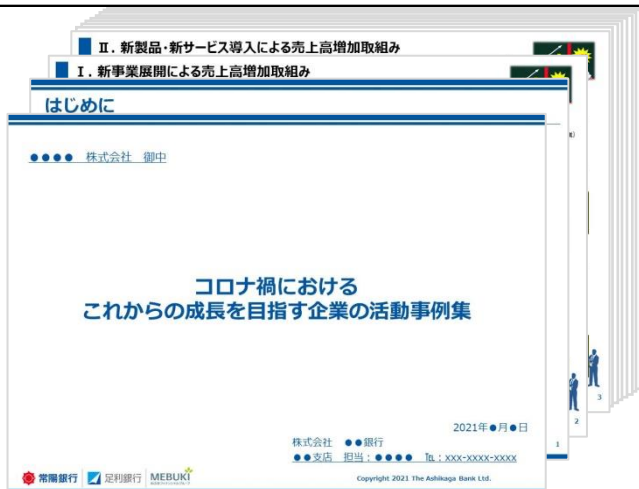 Ⅱ．新製品・新サービス導入による売上高増加取組み
Ⅰ．新事業展開による売上高増加取組み
はじめに
●●●● 株式会社 御中
コロナ禍における
これからの成長を目指す企業の活動事例集
2021年●月●日
株式会社 ●●銀行
●●支店 担当：●●●● ℡：xxx-xxxx-xxxx
常陽銀行 足利銀行 MEBUKI
Copyright 2021 The Ashikaga Bank Ltd.
1
2
3